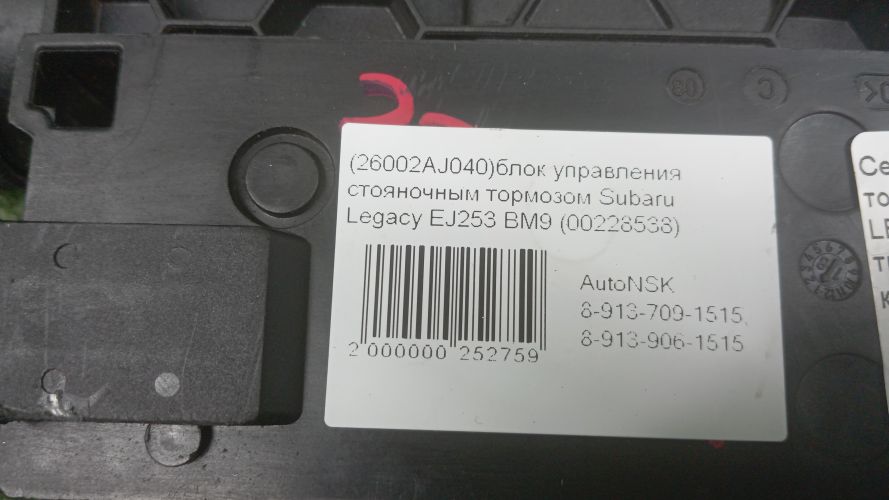 (26002AJ040)блок управления
стояночным тормозом Subaru
Legacy EJ253 BM9 (00228538)
AutoNSK
8-913-709-1515,
8-913-906-1515
2 000000 252759
08
C